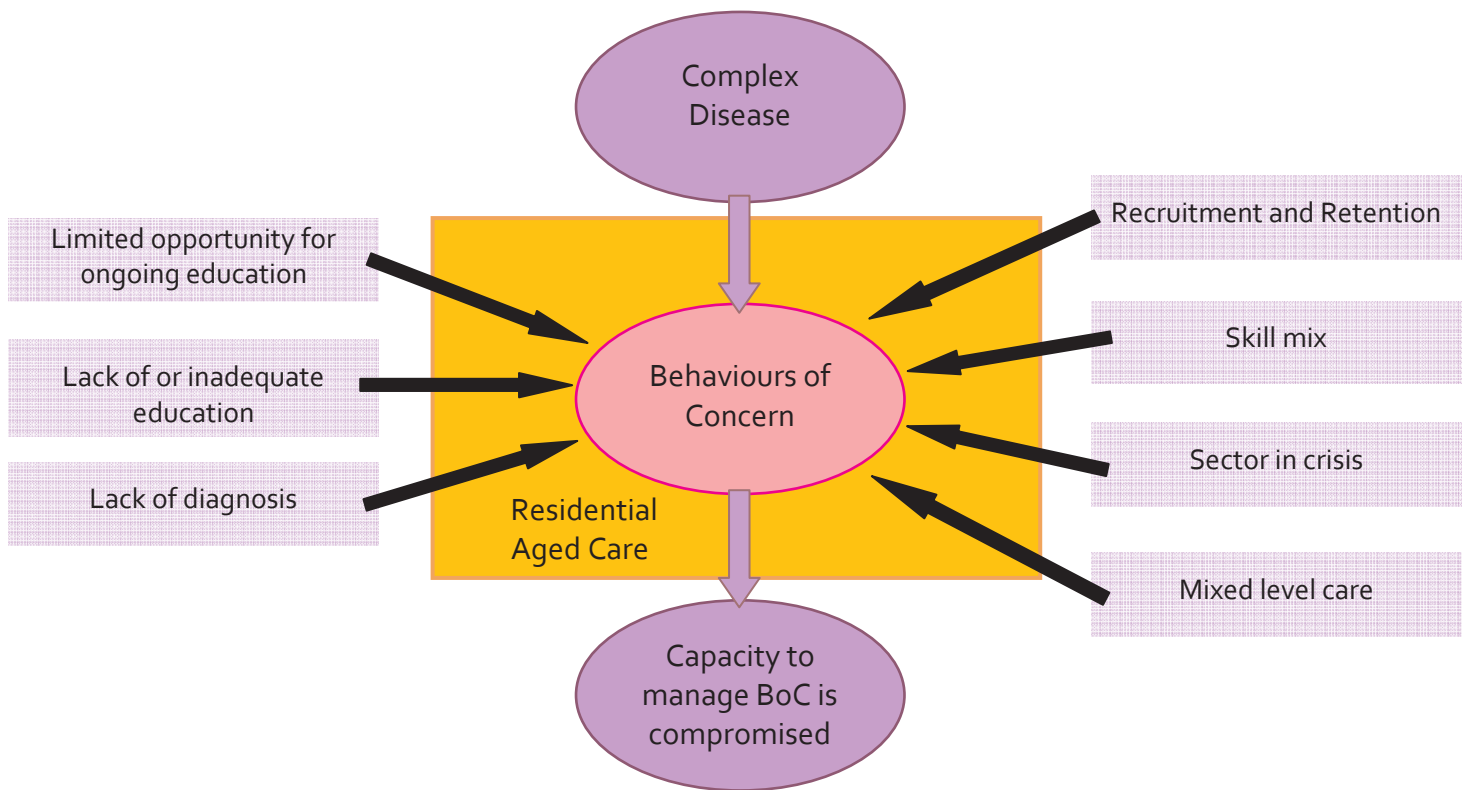 Complex
Disease
Limited opportunity for
ongoing education
Lack of or inadequate
education
Lack of diagnosis
Recruitment and Retention
Skill mix
Sector in crisis
Mixed level care
Behaviours of
Concern
Residential
Aged Care
Capacity to
manage BoC is
compromised